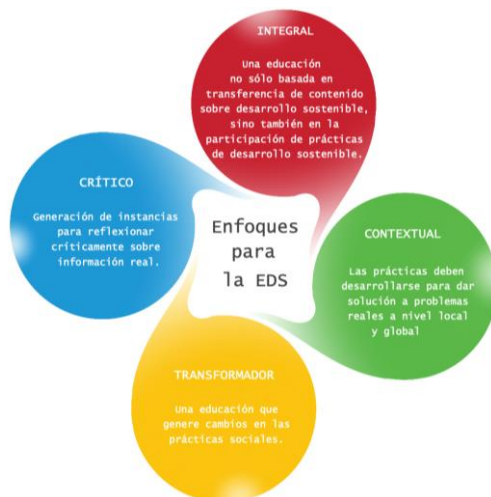 INTEGRAL
Una educación
no sólo basada en
transferencia de contenido
sobre desarrollo sostenible,
sino también en la
participación de prácticas
de desarrollo sostenible.
CRÍTICO
Generación de instancias
para reflexionar
críticamente sobre
información real.
Enfoques
para
la EDS
CONTEXTUAL
Las prácticas deben
desarrollarse para dar
solución a problemas
reales a nivel local
y global
TRANSFORMADOR
Una educación que
genere cambios en las
prácticas sociales.